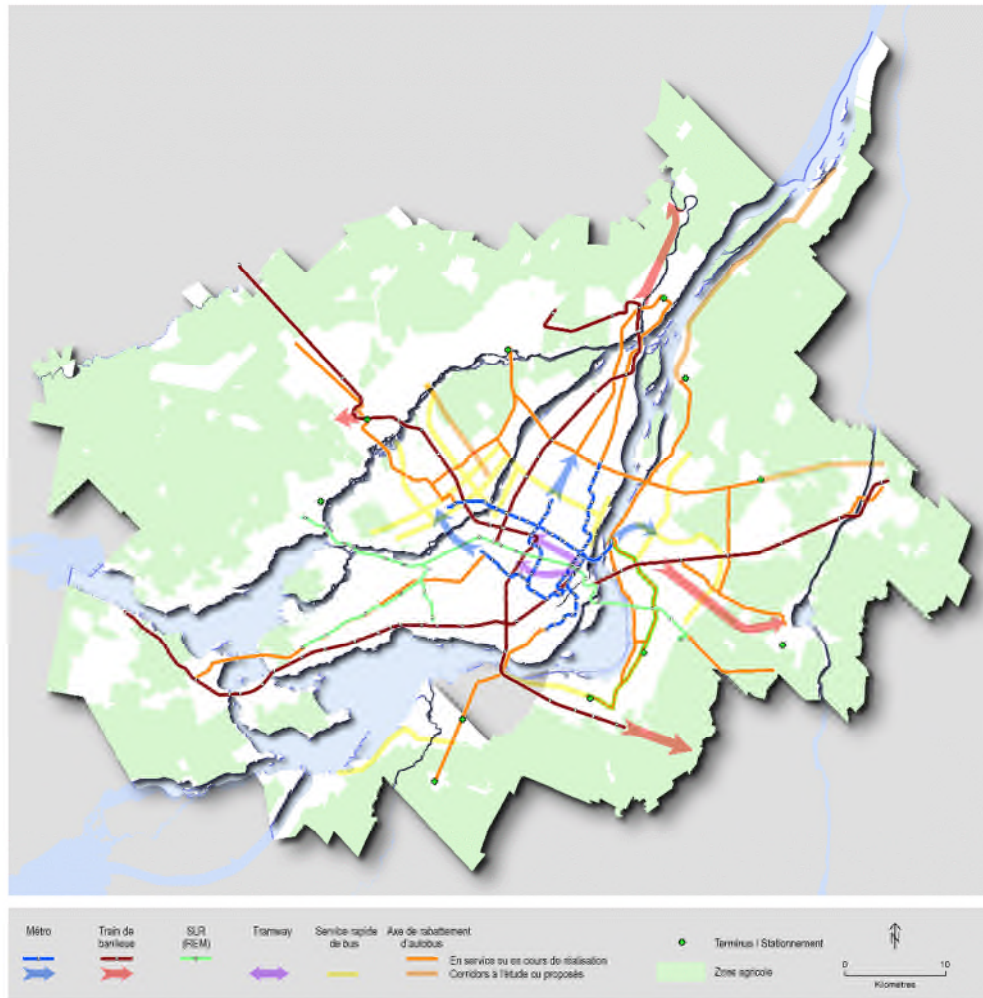 Métro
Train de
banlieue
SLR
(REM)
Tramway
Service rapide
de bus
Axe de rabattement
d'autobus
En service ou en cours de réalisation
Corridors à l'étude ou proposés
Terminus / Stationnement
Zone agricole
N
0 10
Kilomètres